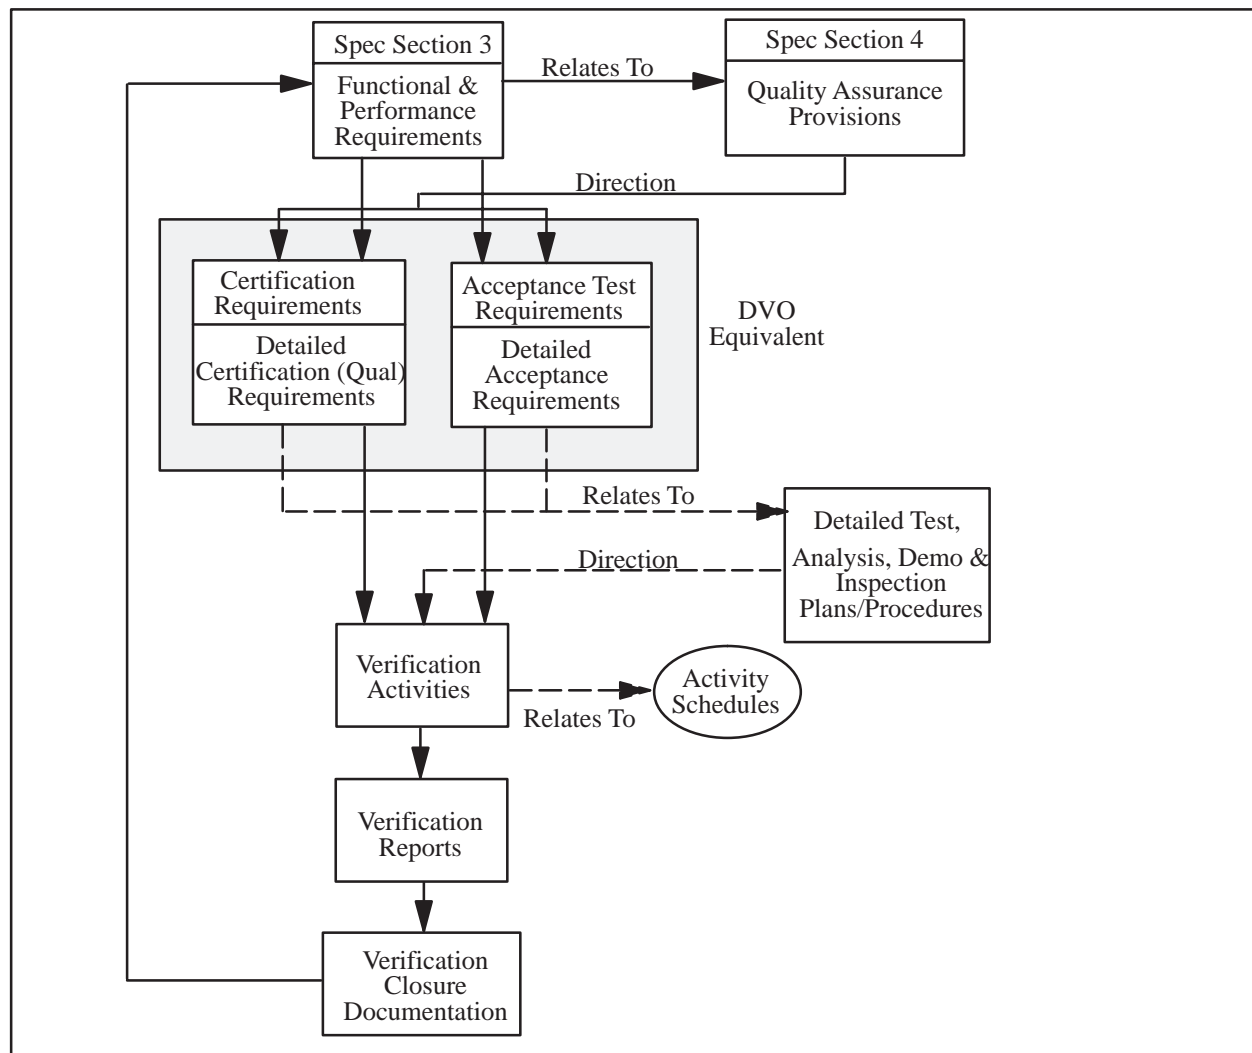 Spec Section 3
Functional &
Performance
Requirements
Relates To
Spec Section 4
Quality Assurance
Provisions
Direction
Certification
Requirements
Detailed
Certification (Qual)
Requirements
Acceptance Test
Requirements
Detailed
Acceptance
Requirements
DVO
Equivalent
Relates To
Detailed Test,
Analysis, Demo &
Inspection
Plans/Procedures
Direction
Verification
Activities
Relates To
Activity
Schedules
Verification
Reports
Verification
Closure
Documentation